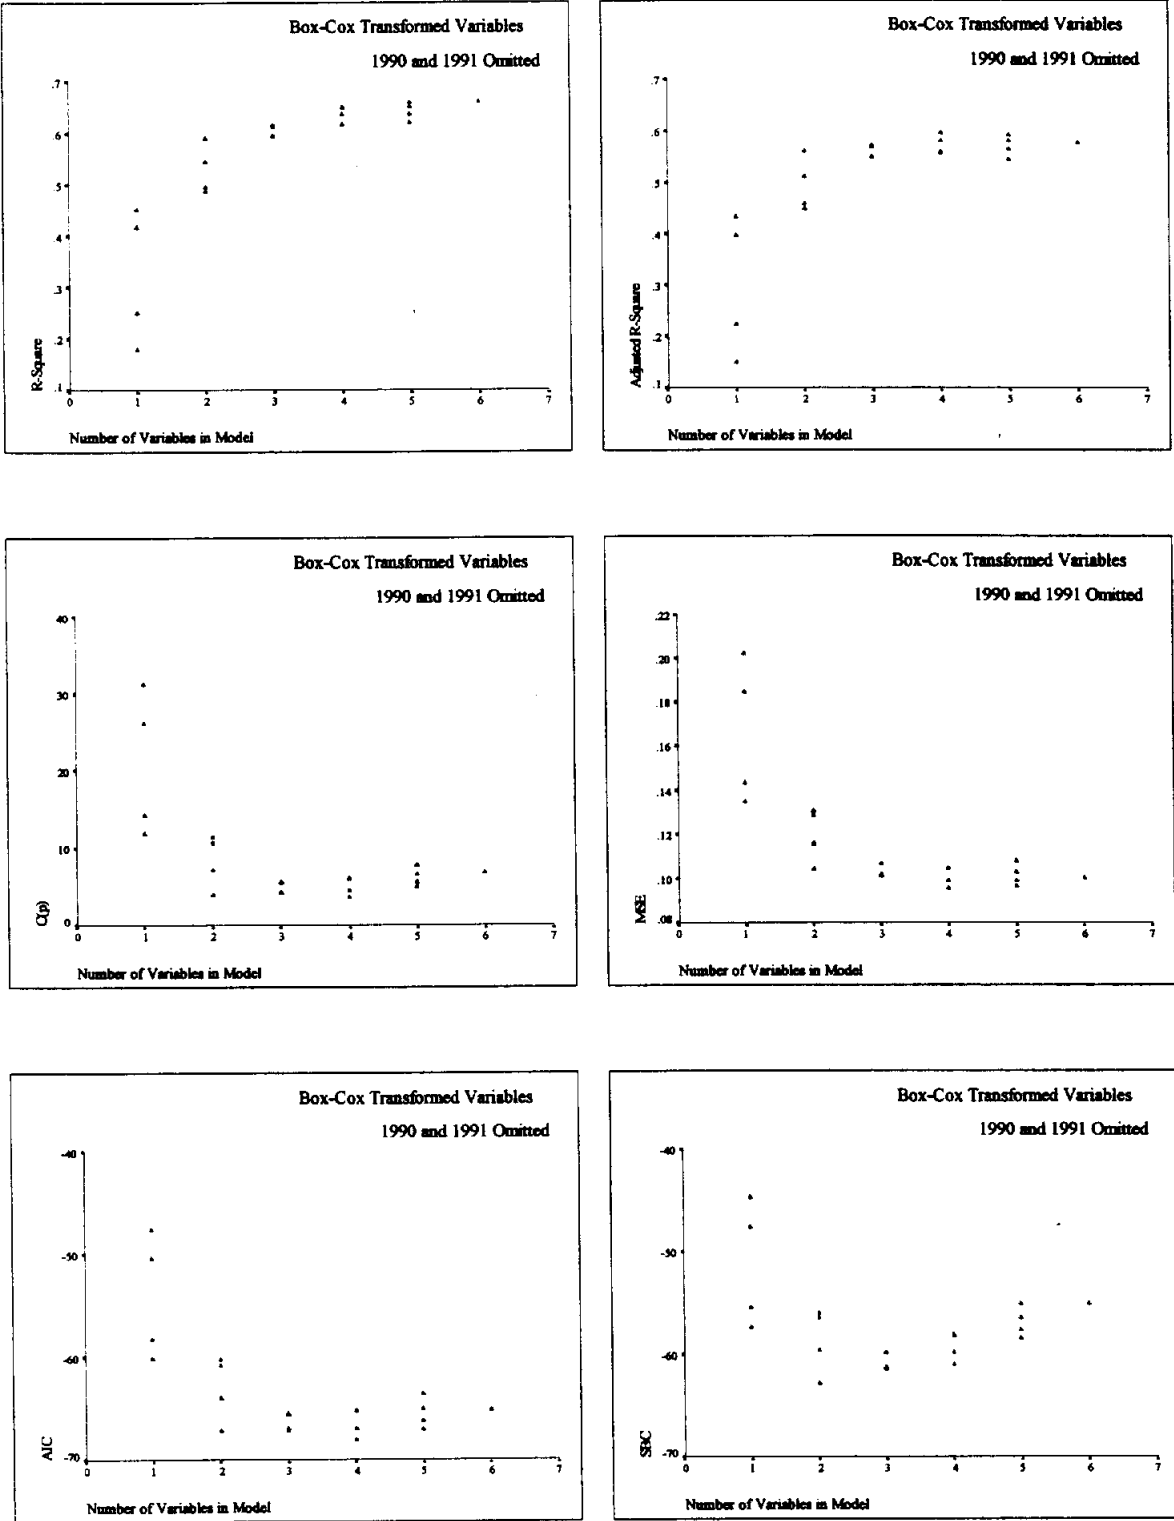 Box-Cox Transformed Variables
1990 and 1991 Omitted
.7
.6
.5
.4
.3
.2
.1
R-Square
0 1 2 3 4 5 6 7
Number of Variables in Model
Box-Cox Transformed Variables
1990 and 1991 Omitted
.7
.6
.5
.4
.3
.2
.1
Adjusted R-Square
0 1 2 3 4 5 6 7
Number of Variables in Model
Box-Cox Transformed Variables
1990 and 1991 Omitted
40
30
20
10
0
C(p)
0 1 2 3 4 5 6 7
Number of Variables in Model
Box-Cox Transformed Variables
1990 and 1991 Omitted
.22
.20
.18
.16
.14
.12
.10
.08
MSE
0 1 2 3 4 5 6 7
Number of Variables in Model
Box-Cox Transformed Variables
1990 and 1991 Omitted
-40
-50
-60
-70
AIC
0 1 2 3 4 5 6 7
Number of Variables in Model
Box-Cox Transformed Variables
1990 and 1991 Omitted
-40
-50
-60
-70
SBC
0 1 2 3 4 5 6 7
Number of Variables in Model